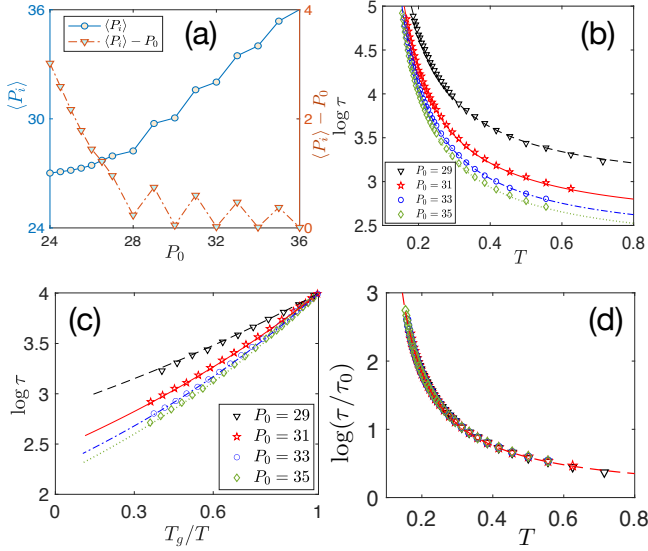 (a)
⟨Pi⟩
⟨Pi⟩ − P0
36
30
24
⟨Pi⟩
4
2
0
⟨Pi⟩ − P0
24 28 32 36
P0
(b)
5
4.5
4
3.5
3
2.5
log τ
P0 = 29
P0 = 31
P0 = 33
P0 = 35
0.2 0.4 0.6 0.8
T
(c)
4
3.5
3
2.5
2
log τ
P0 = 29
P0 = 31
P0 = 33
P0 = 35
0 0.3 0.6 1
Tg/T
(d)
3
2
1
0
log(τ/τ0)
0.2 0.4 0.6 0.8
T